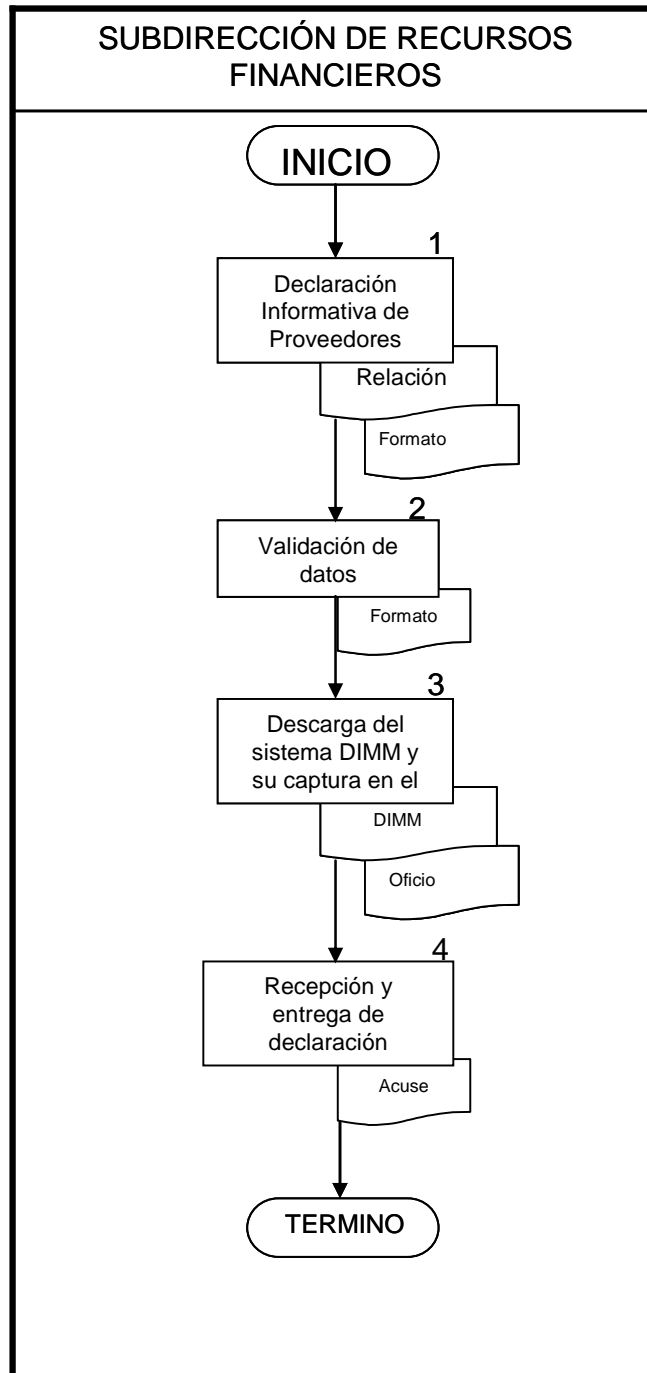 SUBDIRECCIÓN DE RECURSOS
FINANCIEROS
INICIO
1
Declaración
Informativa de
Proveedores
Relación
Formato
2
Validación de
datos
Formato
3
Descarga del
sistema DIMM y
su captura en el
DIMM
Oficio
4
Recepción y
entrega de
declaración
Acuse
TERMINO